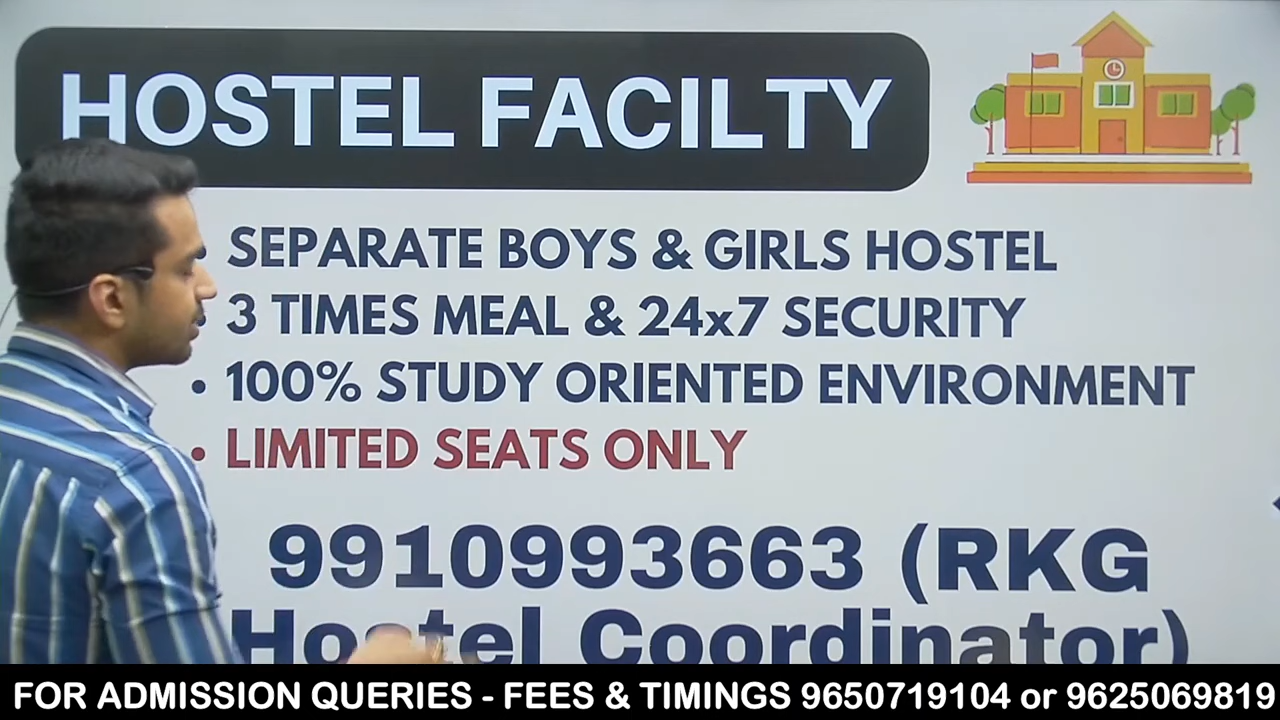 HOSTEL FACILTY
SEPARATE BOYS & GIRLS HOSTEL
• 3 TIMES MEAL & 24x7 SECURITY
• 100% STUDY ORIENTED ENVIRONMENT
• LIMITED SEATS ONLY
9910993663 (RKG
Hostel Coordinator)
FOR ADMISSION QUERIES - FEES & TIMINGS 9650719104 or 9625069819